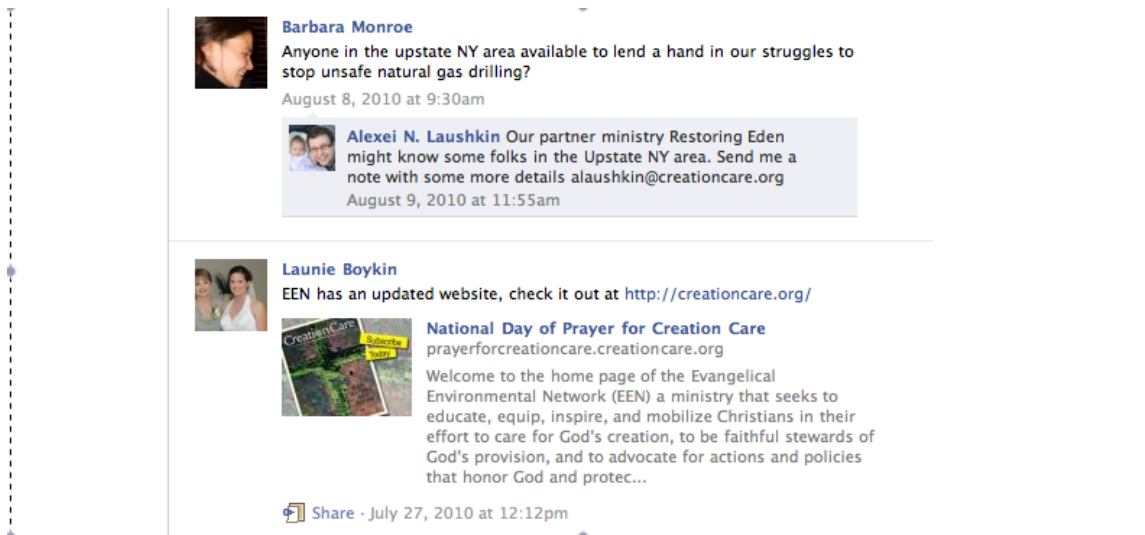 Barbara Monroe
Anyone in the upstate NY area available to lend a hand in our struggles to
stop unsafe natural gas drilling?
August 8, 2010 at 9:30am
Alexei N. Laushkin Our partner ministry Restoring Eden
might know some folks in the Upstate NY area. Send me a
note with some more details alaushkin@creationcare.org
August 9, 2010 at 11:55am
Launie Boykin
EEN has an updated website, check it out at http://creationcare.org/
Creation Care
Subscribe
Today
National Day of Prayer for Creation Care
prayerforcreationcare.creationcare.org
Welcome to the home page of the Evangelical
Environmental Network (EEN) a ministry that seeks to
educate, equip, inspire, and mobilize Christians in their
effort to care for God's creation, to be faithful stewards of
God's provision, and to advocate for actions and policies
that honor God and protec...
Share · July 27, 2010 at 12:12pm